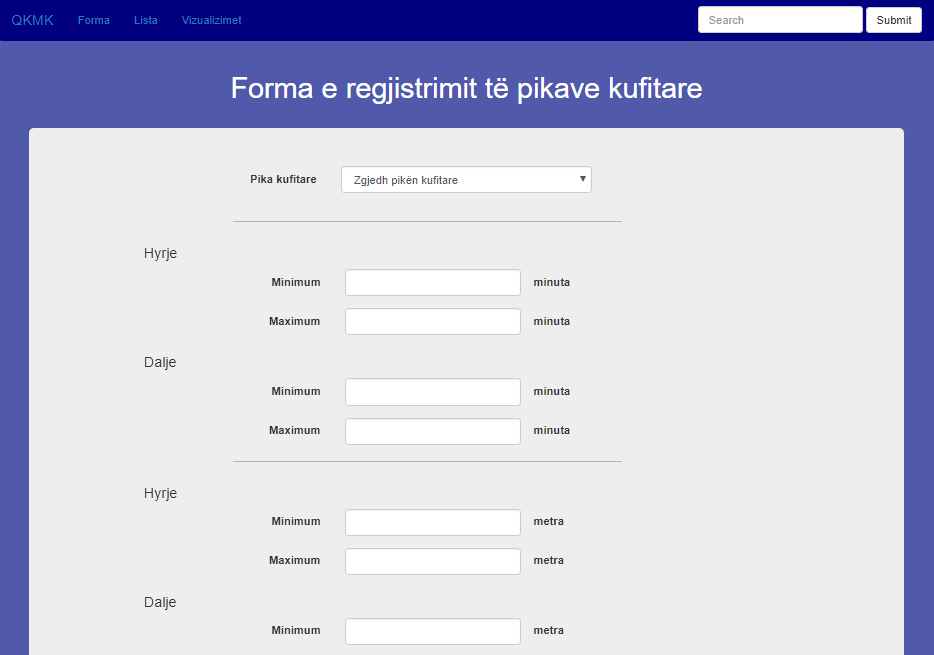 QKMK Forma Lista Vizualizimet Search Submit
Forma e regjistrimit të pikave kufitare
Pika kufitare Zgjedh pikën kufitare
Hyrje
Minimum minuta
Maximum minuta
Dalje
Minimum minuta
Maximum minuta
Hyrje
Minimum metra
Maximum metra
Dalje
Minimum metra